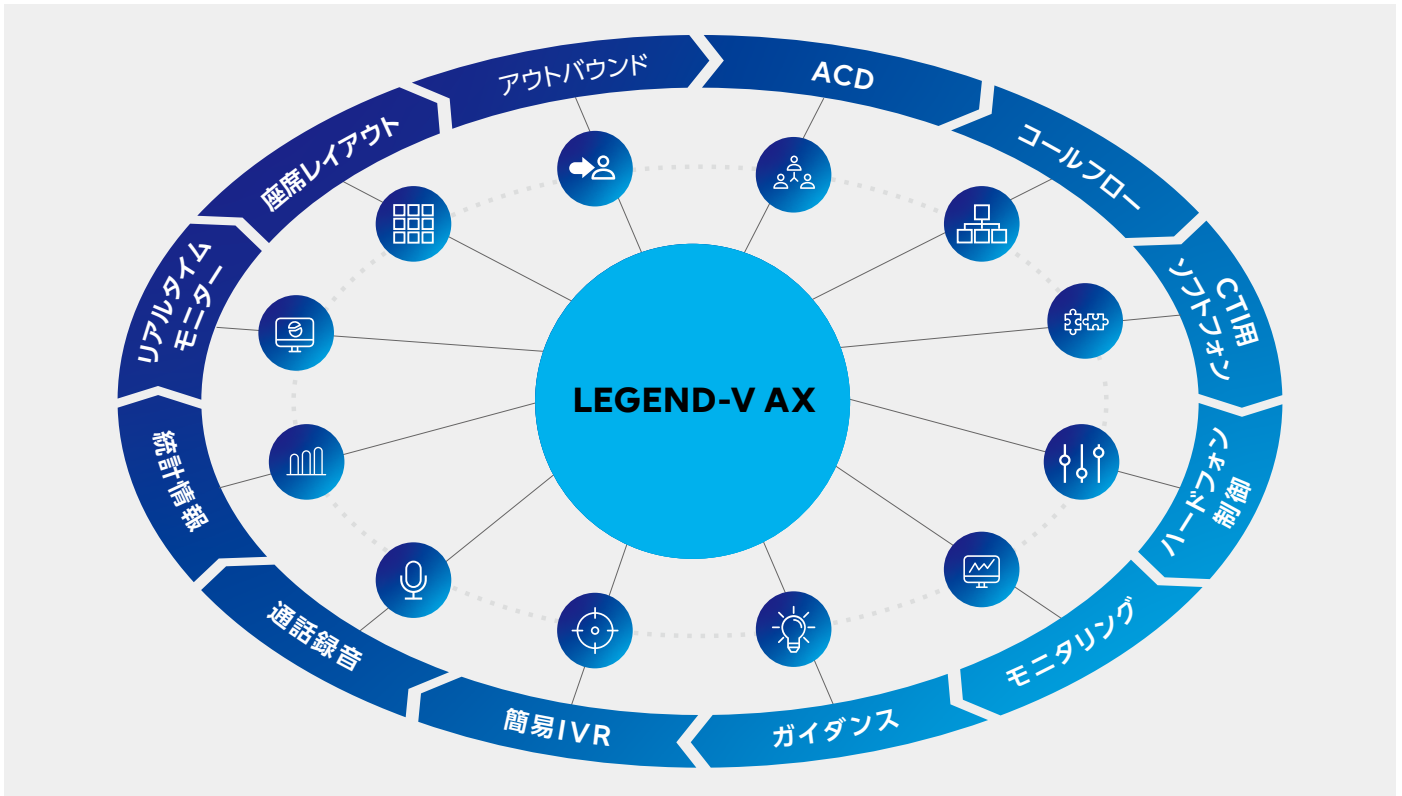 アウトバウンド
ACD
コールフロー
CTI用
ソフトフォン
ハードフォン
制御
モニタリング
ガイダンス
簡易IVR
通話録音
統計情報
リアルタイム
モニター
座席レイアウト
LEGEND-V AX